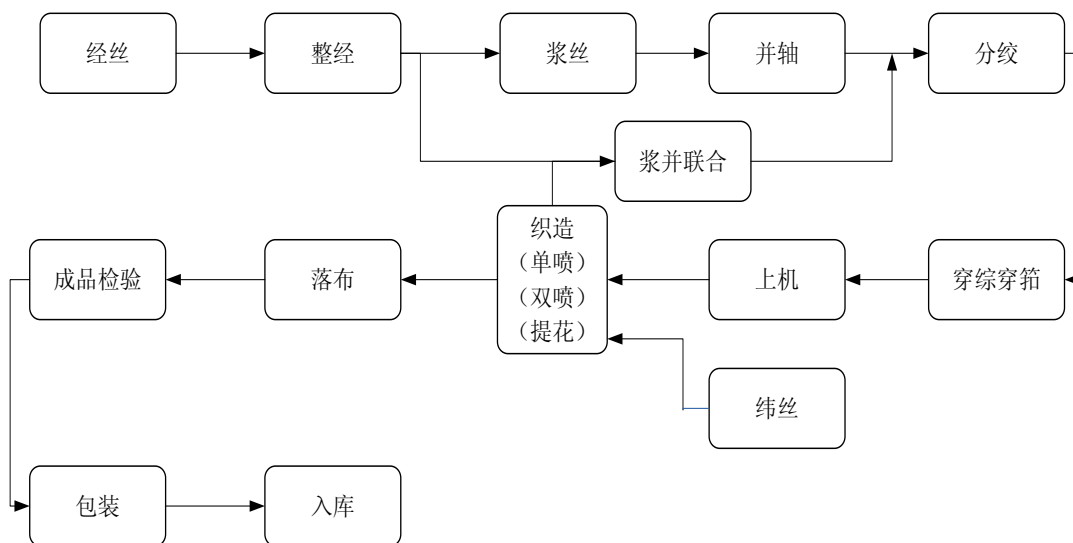 经丝
整经
浆丝
并轴
分绞
浆并联合
织造
（单喷）
（双喷）
（提花）
成品检验
落布
上机
穿综穿筘
纬丝
包装
入库